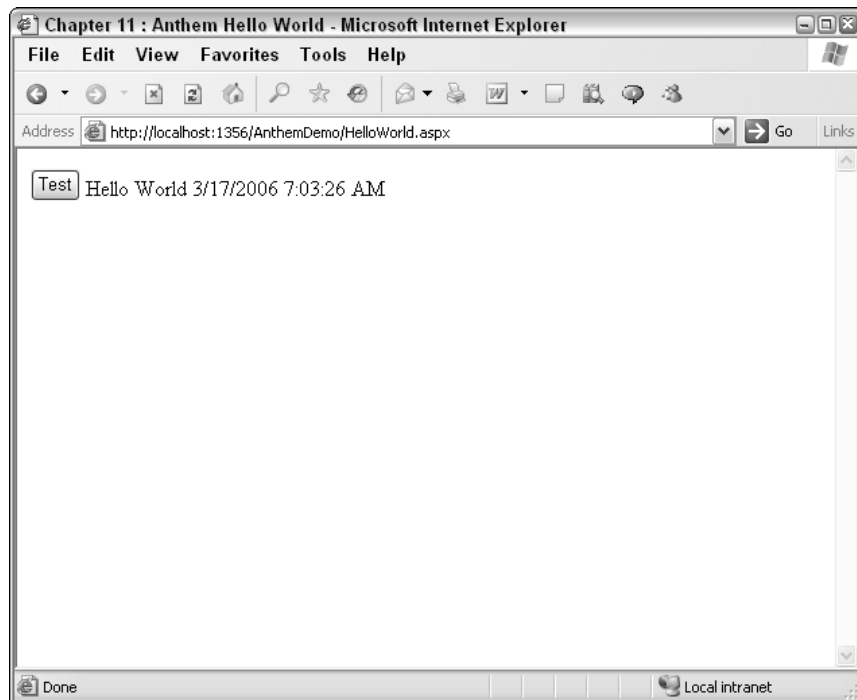 Chapter 11 : Anthem Hello World - Microsoft Internet Explorer
File Edit View Favorites Tools Help
Address http://localhost:1356/AnthemDemo/HelloWorld.aspx Go Links
Test Hello World 3/17/2006 7:03:26 AM
Done Local intranet